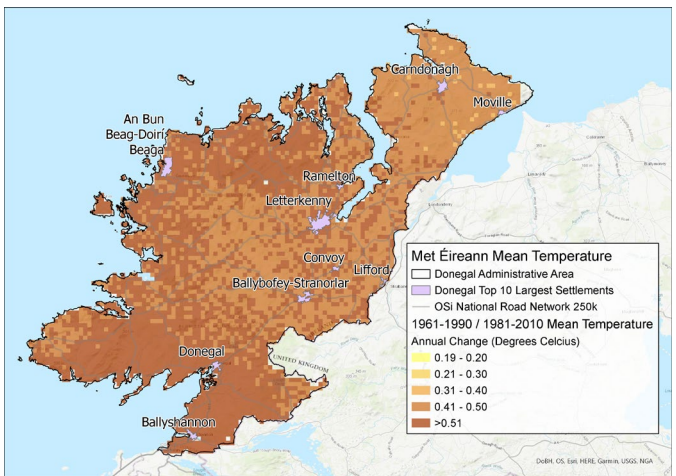 Carndonagh
Moville
An Bun
Beag-Doirí
Beaga
Ramelton
Letterkenny
Convoy
Lifford
Ballybofey-Stranorlar
Donegal
UNITED KINGDOM
Ballyshannon
Met Éireann Mean Temperature
Donegal Administrative Area
Donegal Top 10 Largest Settlements
OSi National Road Network 250k
1961-1990 / 1981-2010 Mean Temperature
Annual Change (Degrees Celcius)
0.19 - 0.20
0.21 - 0.30
0.31 - 0.40
0.41 - 0.50
>0.51
DoBH, OS, Esri, HERE, Garmin, USGS, NGA